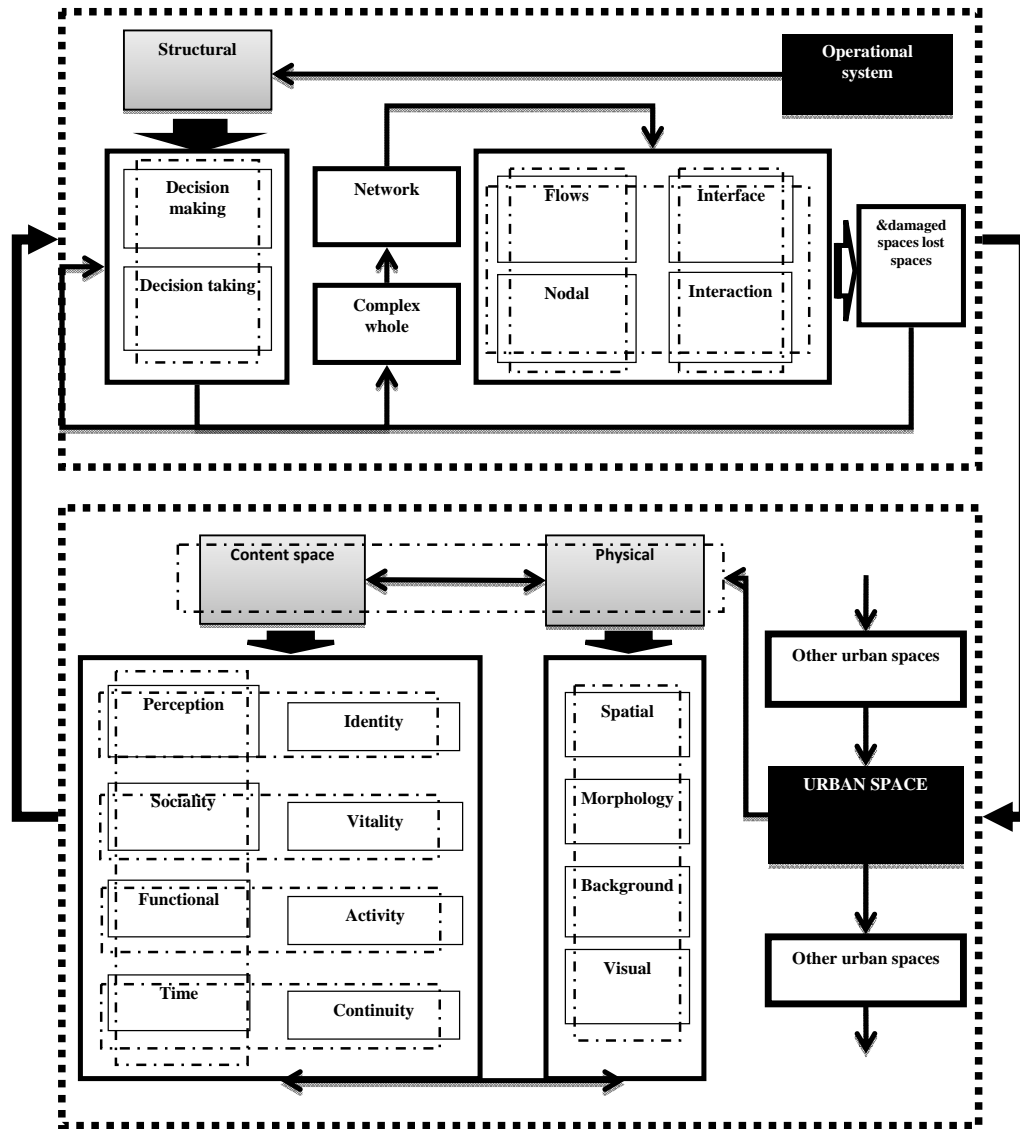 Structural
Operational
system
Decision
making
Decision taking
Network
Complex
whole
Flows
Interface
Nodal
Interaction
&damaged
spaces lost
spaces
Content space
Physical
Perception
Identity
Sociality
Vitality
Functional
Activity
Time
Continuity
Spatial
Morphology
Background
Visual
Other urban spaces
URBAN SPACE
Other urban spaces